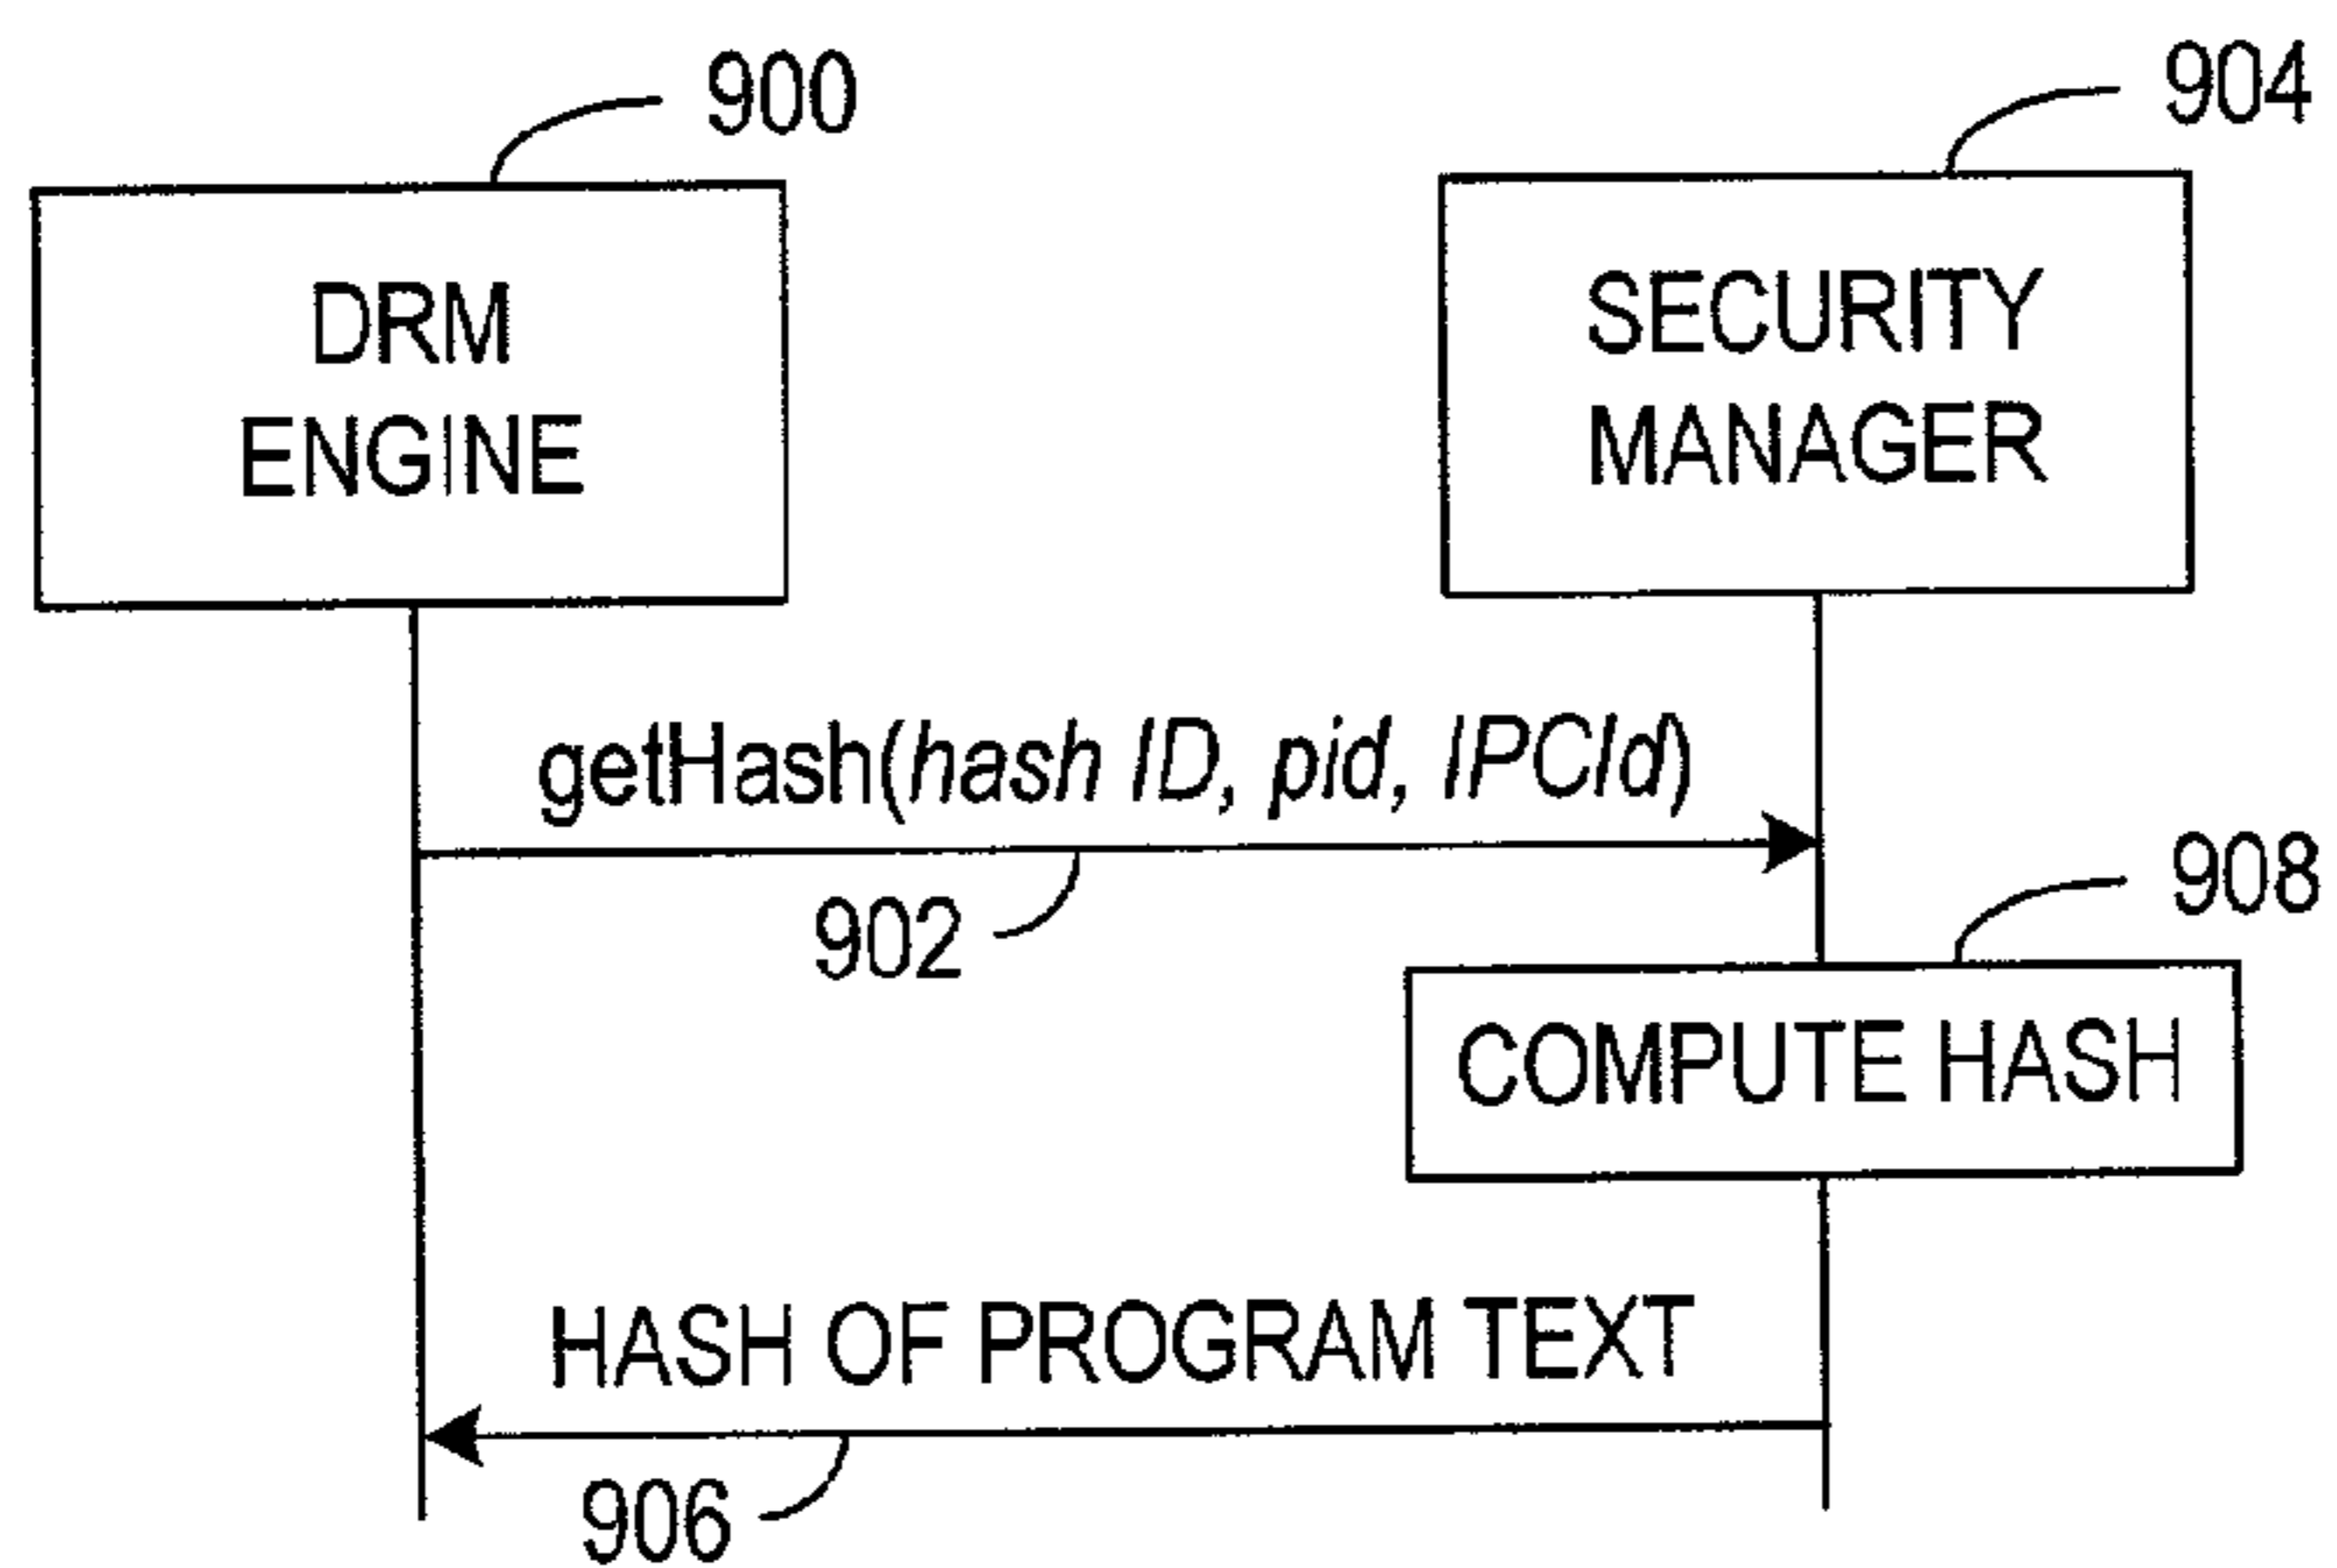 900
904
DRM
ENGINE
SECURITY
MANAGER
getHash(hash ID, pid, IPCId)
902
908
COMPUTE HASH
HASH OF PROGRAM TEXT
906